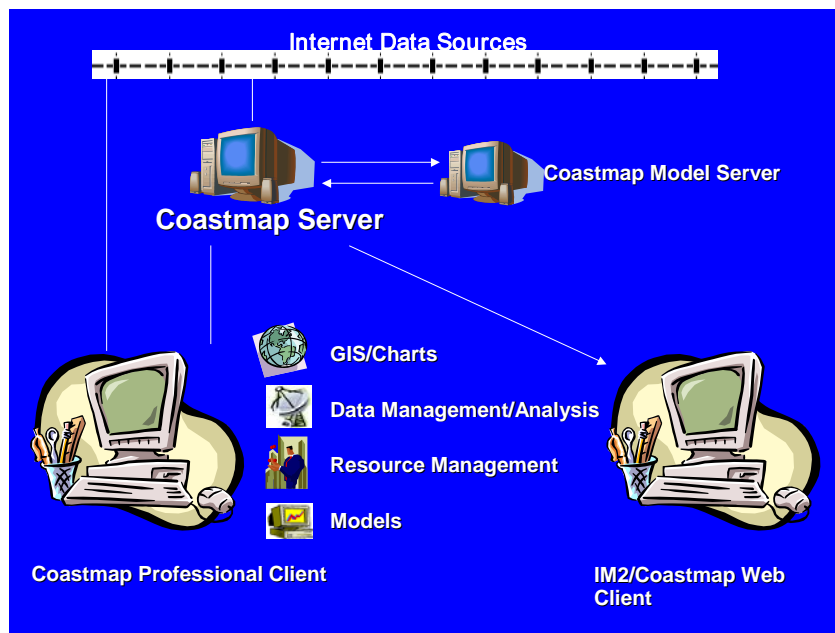 Internet Data Sources
Coastmap Model Server
Coastmap Server
GIS/Charts
Data Management/Analysis
Resource Management
Models
Coastmap Professional Client
IM2/Coastmap Web
Client